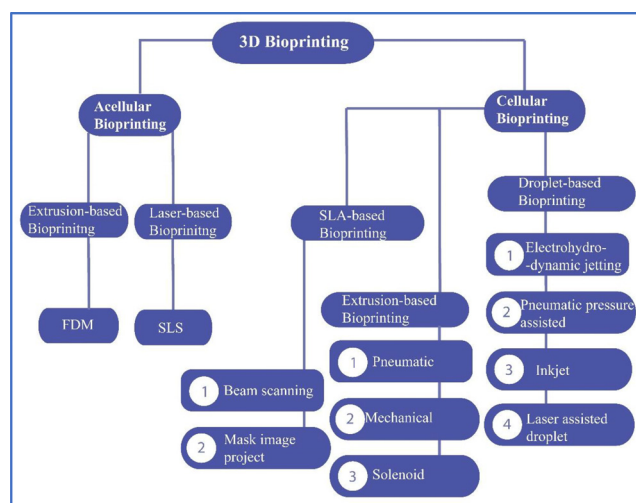 3D Bioprinting
Acellular
Bioprinting
Cellular
Bioprinting
Extrusion-based
Bioprinitng
Laser-based
Bioprinitng
FDM
SLS
SLA-based
Bioprinting
1 Beam scanning
2 Mask image
project
Extrusion-based
Bioprinting
1 Pneumatic
2 Mechanical
3 Solenoid
Droplet-based
Bioprinting
1 Electrohydro-
-dynamic jetting
2 Pneumatic pressure
assisted
3 Inkjet
4 Laser assisted
droplet